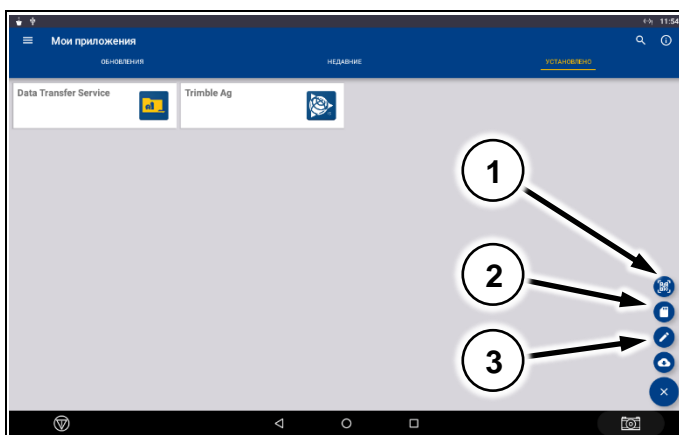 11:54
Мои приложения
ОБНОВЛЕНИЯ
НЕДАВНИЕ
УСТАНОВЛЕНО
Data Transfer Service
Trimble Ag
1
2
3